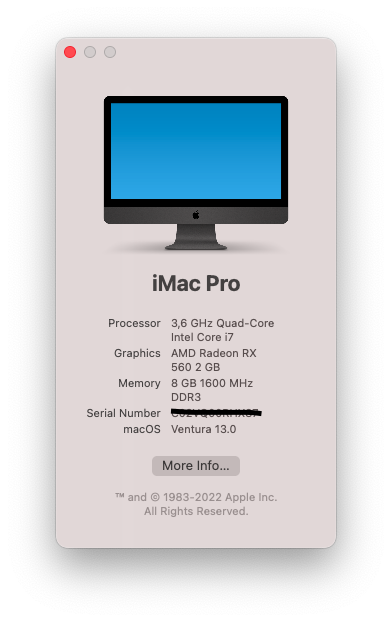 iMac Pro
Processor 3,6 GHz Quad-Core
Intel Core i7
Graphics AMD Radeon RX
560 2 GB
Memory 8 GB 1600 MHz
DDR3
Serial Number
macOS Ventura 13.0
More Info...
™ and © 1983-2022 Apple Inc.
All Rights Reserved.